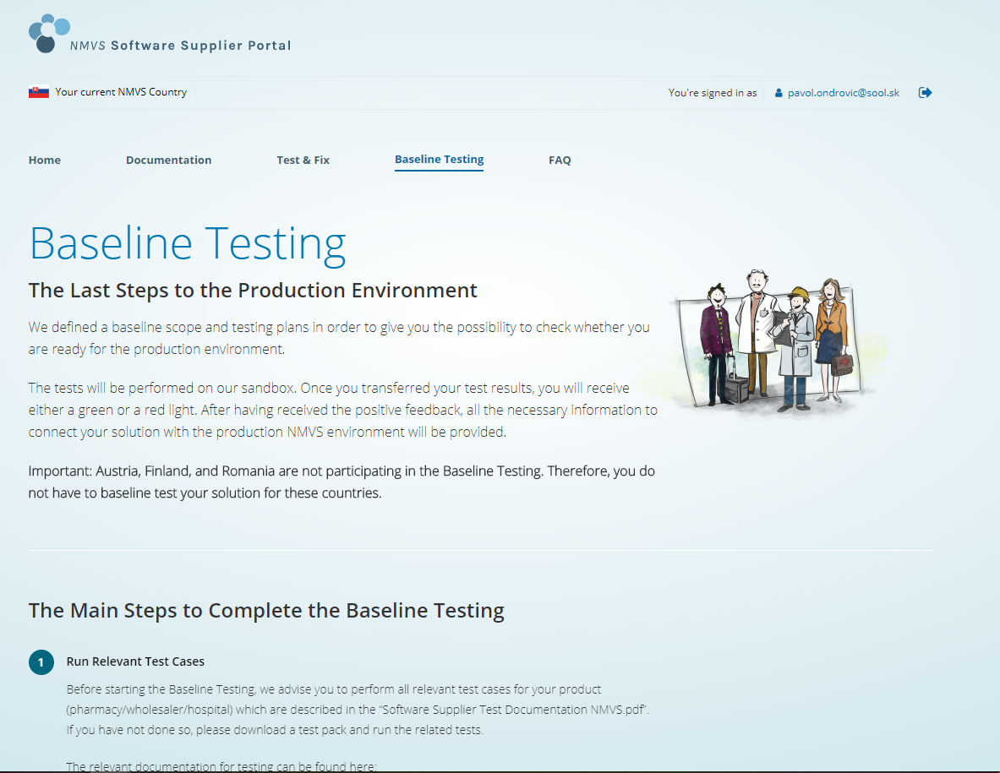 NMVS Software Supplier Portal
Your current NMVS Country
You're signed in as pavol.ondrovic@sool.sk
Home Documentation Test & Fix Baseline Testing FAQ
Baseline Testing
The Last Steps to the Production Environment
We defined a baseline scope and testing plans in order to give you the possibility to check whether you
are ready for the production environment.
The tests will be performed on our sandbox. Once you transferred your test results, you will receive
either a green or a red light. After having received the positive feedback, all the necessary information to
connect your solution with the production NMVS environment will be provided.
Important: Austria, Finland, and Romania are not participating in the Baseline Testing. Therefore, you do
not have to baseline test your solution for these countries.
The Main Steps to Complete the Baseline Testing
1 Run Relevant Test Cases
Before starting the Baseline Testing, we advise you to perform all relevant test cases for your product
(pharmacy/wholesaler/hospital) which are described in the “Software Supplier Test Documentation NMVS.pdf”.
If you have not done so, please download a test pack and run the related tests.
The relevant documentation for testing can be found here: